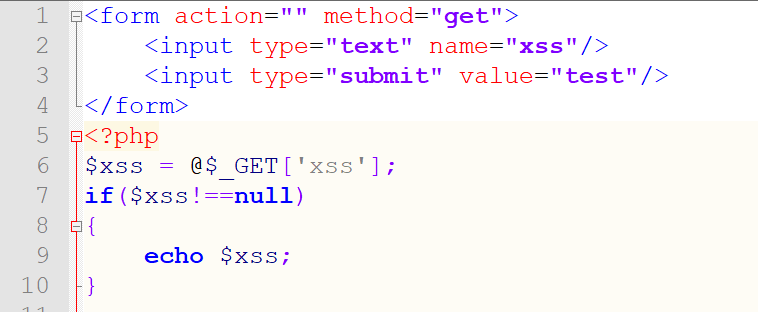 1 <form action="" method="get">
2     <input type="text" name="xss"/>
3     <input type="submit" value="test"/>
4 </form>
5 <?php
6 $xss = @$_GET['xss'];
7 if($xss!==null)
8 {
9     echo $xss;
10 }
11